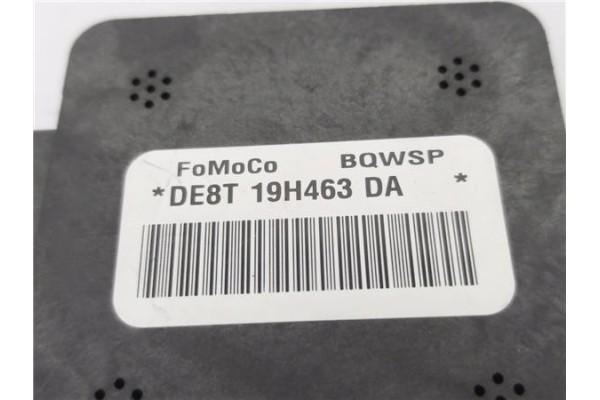 FoMoCo BQWSP
*DE8T 19H463 DA *